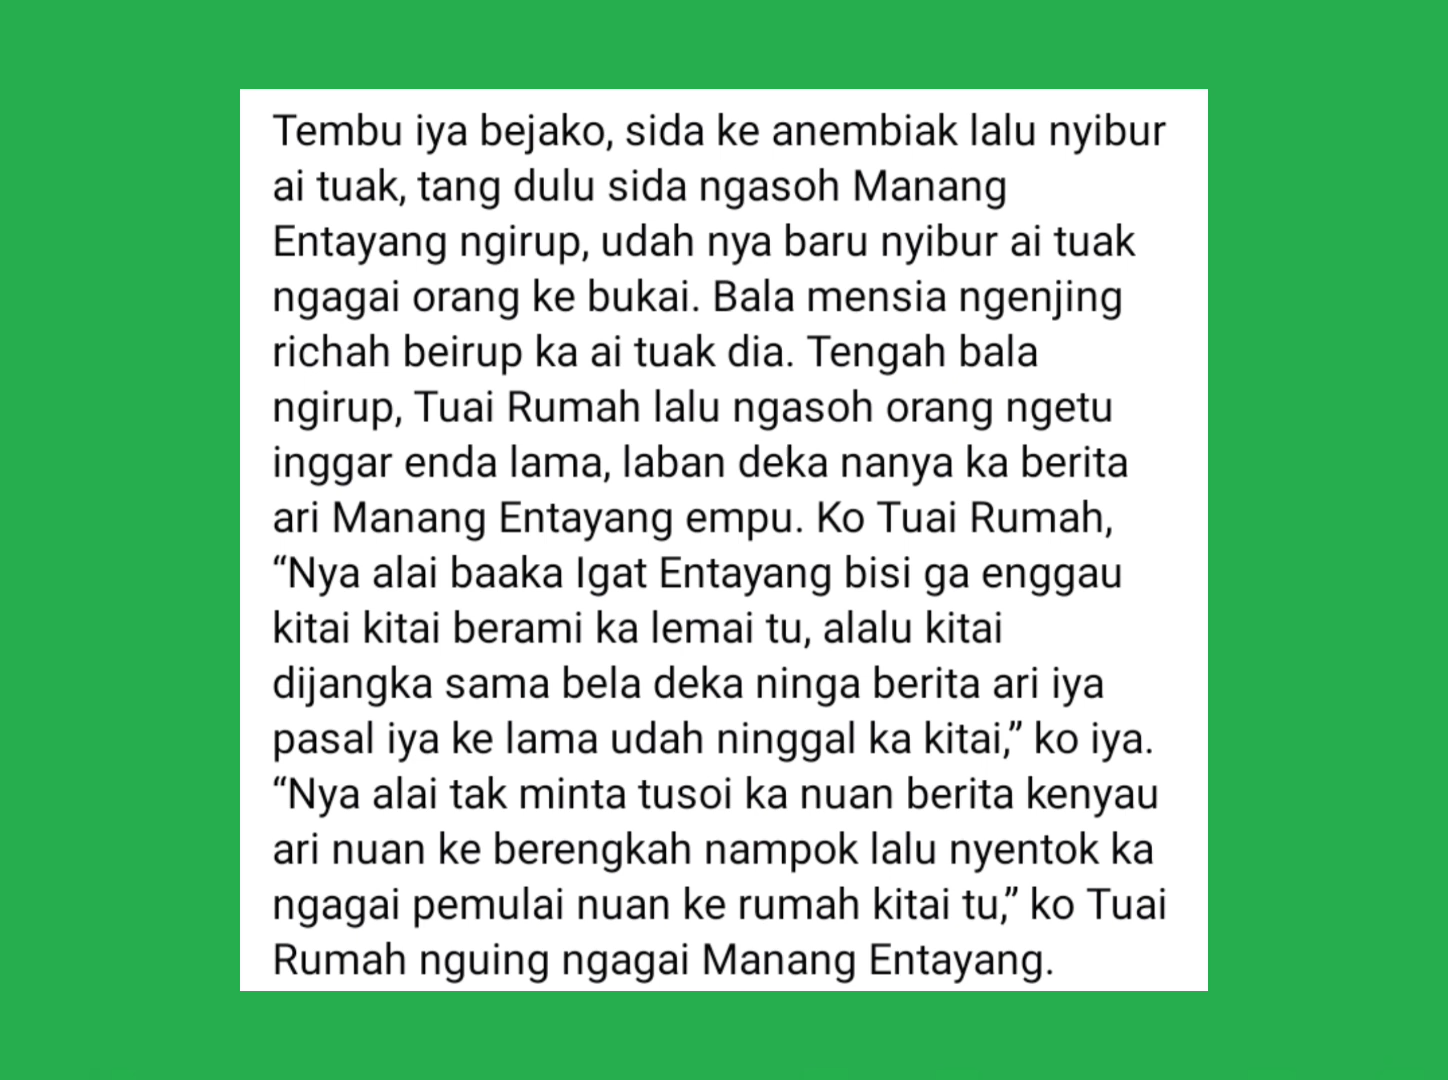 Tembu iya bejako, sida ke anembiak lalu nyibur
ai tuak, tang dulu sida ngasoh Manang
Entayang ngirup, udah nya baru nyibur ai tuak
ngagai orang ke bukai. Bala mensia ngenjing
richah beirup ka ai tuak dia. Tengah bala
ngirup, Tuai Rumah lalu ngasoh orang ngetu
inggar enda lama, laban deka nanya ka berita
ari Manang Entayang empu. Ko Tuai Rumah,
“Nya alai baaka Igat Entayang bisi ga enggau
kitai kitai berami ka lemai tu, alalu kitai
dijangka sama bela deka ninga berita ari iya
pasal iya ke lama udah ninggal ka kitai,” ko iya.
“Nya alai tak minta tusoi ka nuan berita kenyau
ari nuan ke berengkah nampok lalu nyentok ka
ngagai pemulai nuan ke rumah kitai tu,” ko Tuai
Rumah nguing ngagai Manang Entayang.